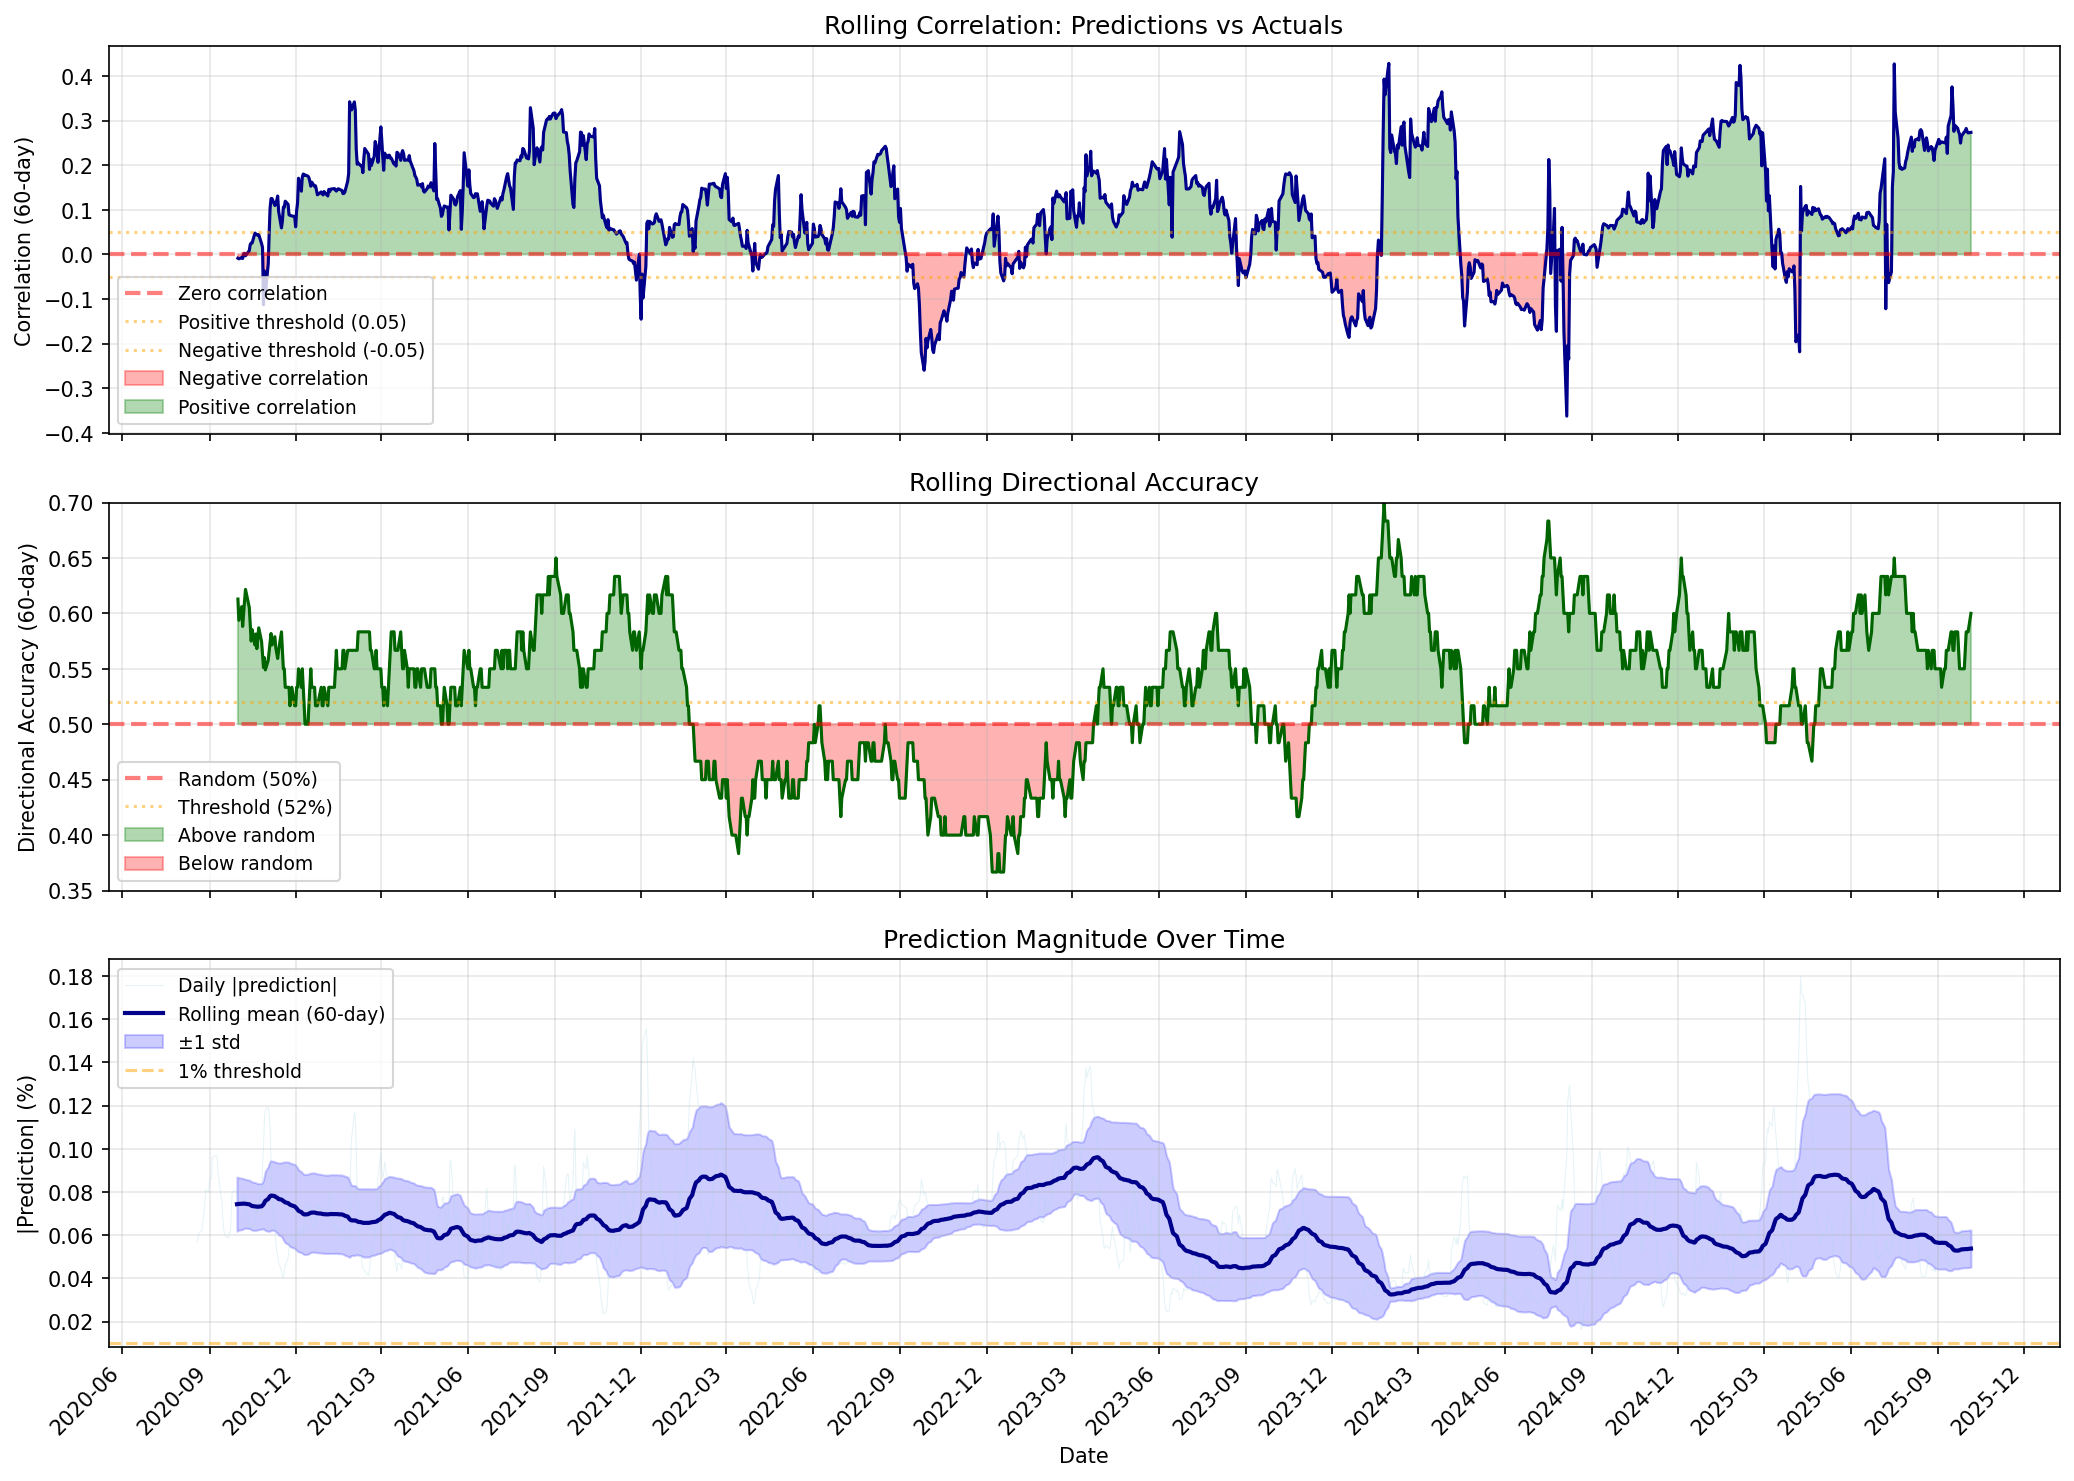 Rolling Correlation: Predictions vs Actuals
Correlation (60-day)
0.4
0.3
0.2
0.1
0.0
−0.1
−0.2
−0.3
−0.4
Zero correlation
Positive threshold (0.05)
Negative threshold (-0.05)
Negative correlation
Positive correlation
Rolling Directional Accuracy
Directional Accuracy (60-day)
0.70
0.65
0.60
0.55
0.50
0.45
0.40
0.35
Random (50%)
Threshold (52%)
Above random
Below random
Prediction Magnitude Over Time
|Prediction| (%)
0.18
0.16
0.14
0.12
0.10
0.08
0.06
0.04
0.02
Daily |prediction|
Rolling mean (60-day)
±1 std
1% threshold
2020-06
2020-09
2020-12
2021-03
2021-06
2021-09
2021-12
2022-03
2022-06
2022-09
2022-12
2023-03
2023-06
2023-09
2023-12
2024-03
2024-06
2024-09
2024-12
2025-03
2025-06
2025-09
2025-12
Date